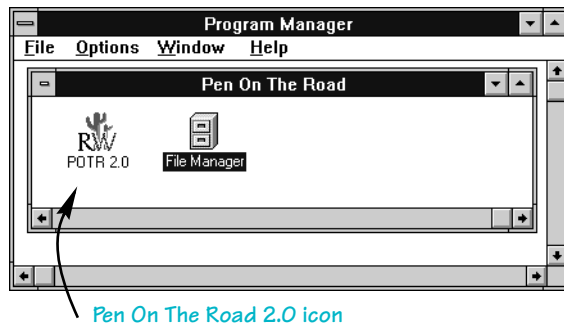 Program Manager
File Options Window Help
Pen On The Road
RW
POTR 2.0 File Manager
Pen On The Road 2.0 icon